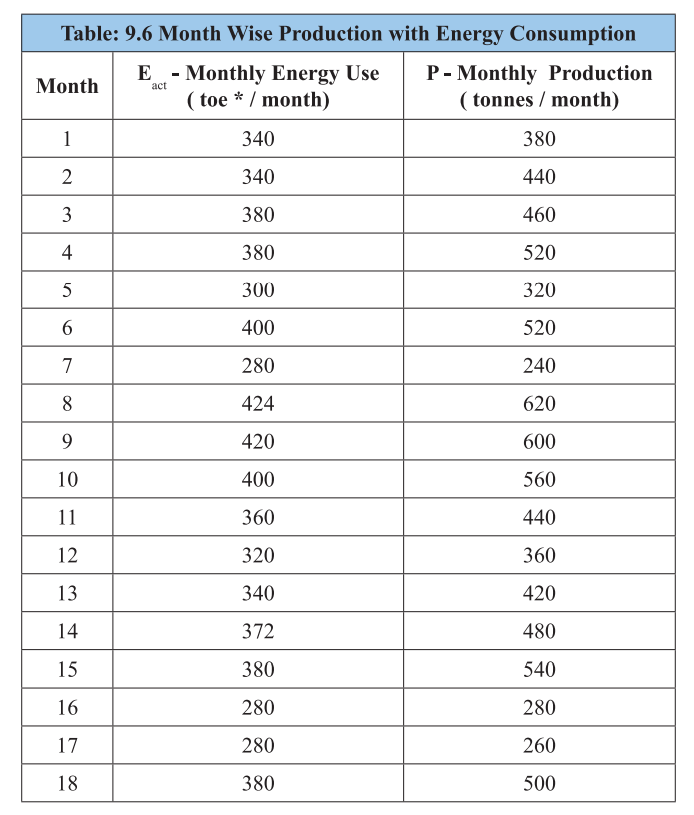 Table: 9.6 Month Wise Production with Energy Consumption
Month E act - Monthly Energy Use ( toe * / month) P - Monthly Production ( tonnes / month)
1 340 380
2 340 440
3 380 460
4 380 520
5 300 320
6 400 520
7 280 240
8 424 620
9 420 600
10 400 560
11 360 440
12 320 360
13 340 420
14 372 480
15 380 540
16 280 280
17 280 260
18 380 500